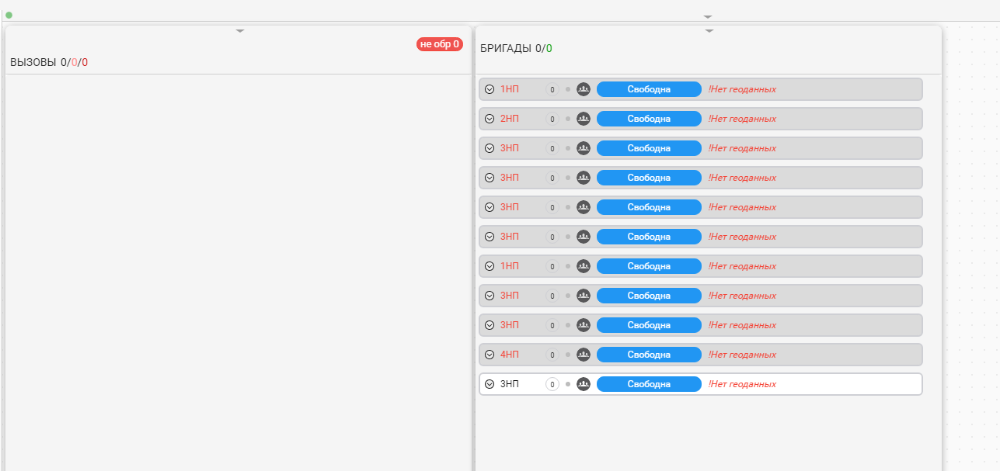 не обр 0
ВЫЗОВЫ 0/0/0
БРИГАДЫ 0/0
1НП 0 Свободна !Нет геоданных
2НП 0 Свободна !Нет геоданных
3НП 0 Свободна !Нет геоданных
3НП 0 Свободна !Нет геоданных
3НП 0 Свободна !Нет геоданных
3НП 0 Свободна !Нет геоданных
1НП 0 Свободна !Нет геоданных
3НП 0 Свободна !Нет геоданных
3НП 0 Свободна !Нет геоданных
4НП 0 Свободна !Нет геоданных
3НП 0 Свободна !Нет геоданных